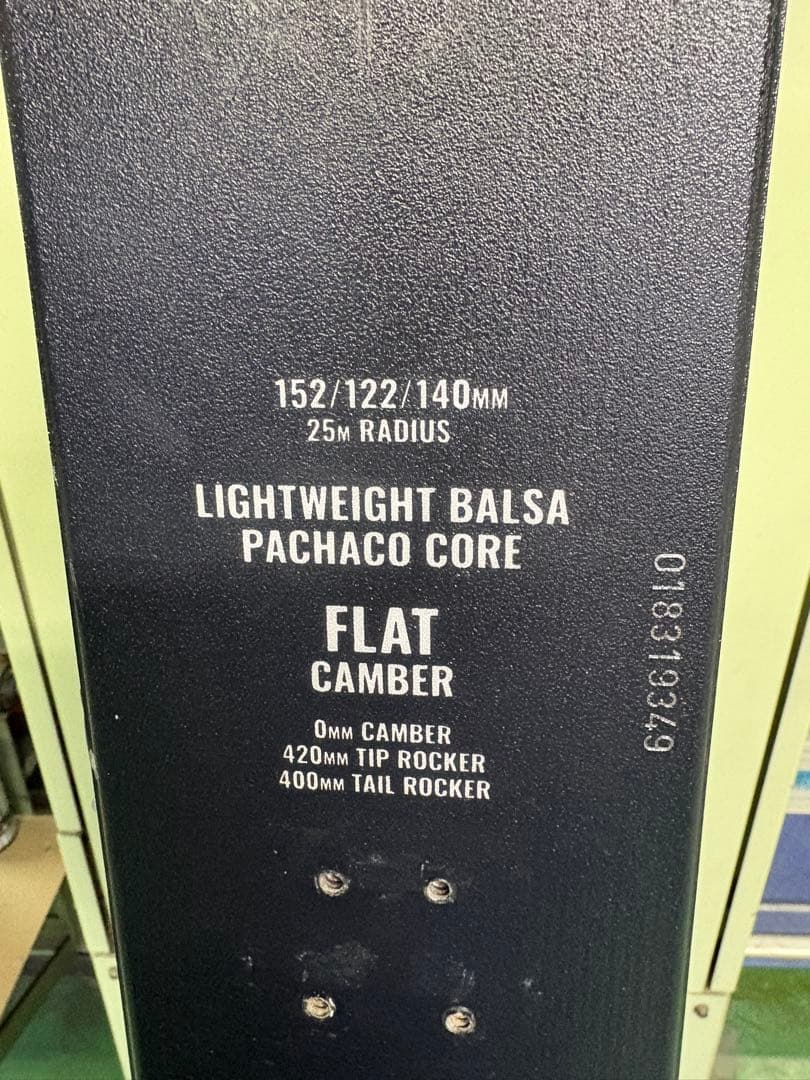 152/122/140MM
25M RADIUS
LIGHTWEIGHT BALSA
PACHACO CORE
FLAT
CAMBER
0MM CAMBER
420MM TIP ROCKER
400MM TAIL ROCKER
018319349